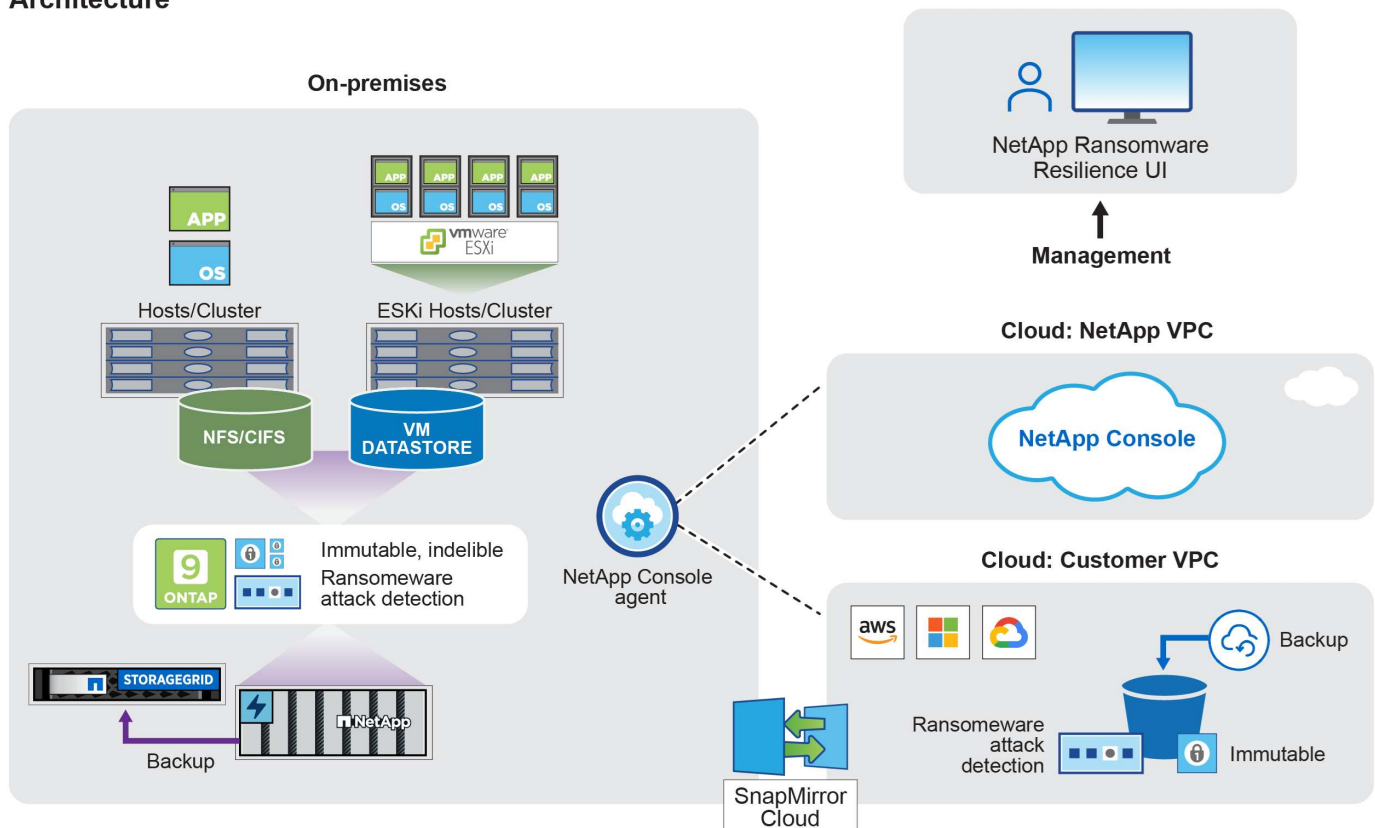 Architecture
On-premises
APP
OS
APP APP APP APP
OS OS OS OS
vmware
ESXi
Hosts/Cluster
ESKi Hosts/Cluster
NFS/CIFS
VM
DATASTORE
9
ONTAP
Immutable, indelible
Ransomeware
attack detection
STORAGEGRID
NetApp
Backup
NetApp Console
agent
NetApp Ransomware
Resilience UI
Management
Cloud: NetApp VPC
NetApp Console
Cloud: Customer VPC
aws
Backup
Ransomeware
attack
detection
Immutable
SnapMirror
Cloud